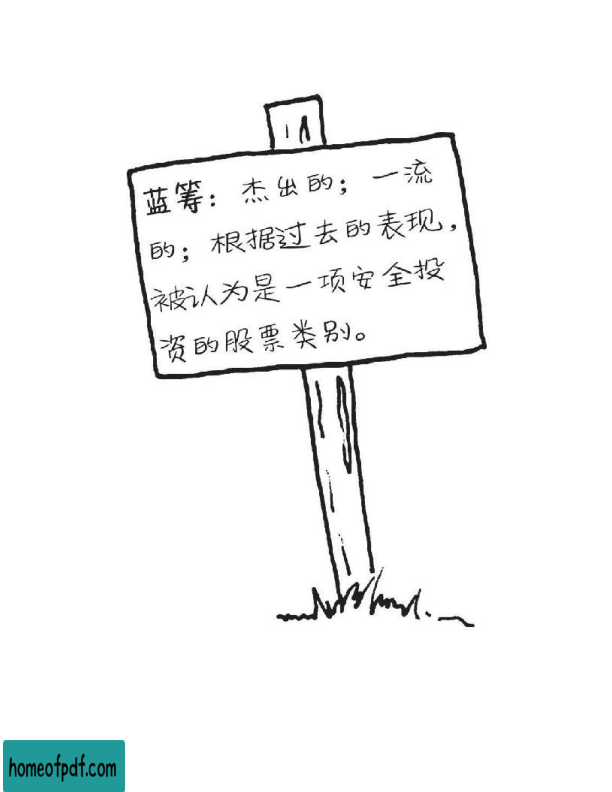 蓝筹：杰出的；一流
的；根据过去的表现，
被认为是一项安全投
资的股票类别。
homeofpdf.com